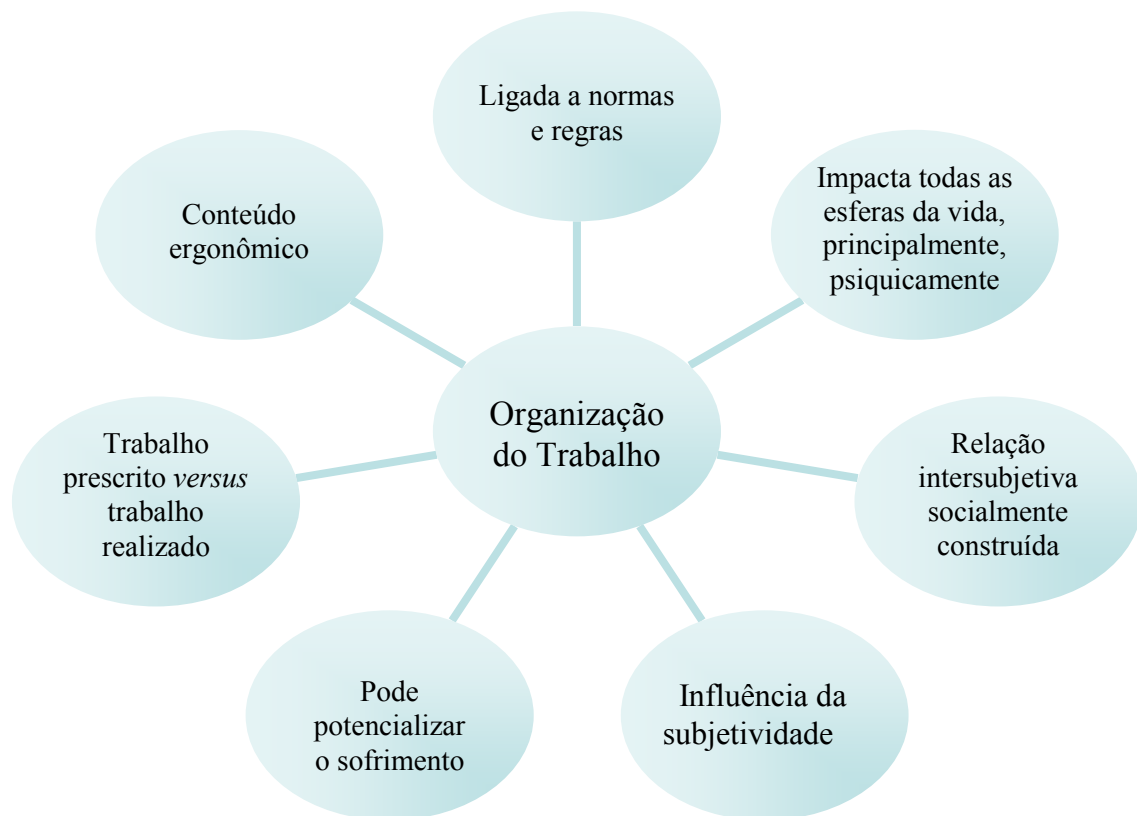 Ligada a normas
e regras
Impacta todas as
esferas da vida,
principalmente,
psiquicamente
Relação
intersubjetiva
socialmente
construída
Influência da
subjetividade
Pode
potencializar
o sofrimento
Trabalho
prescrito versus
trabalho
realizado
Conteúdo
ergonômico
Organização
do Trabalho